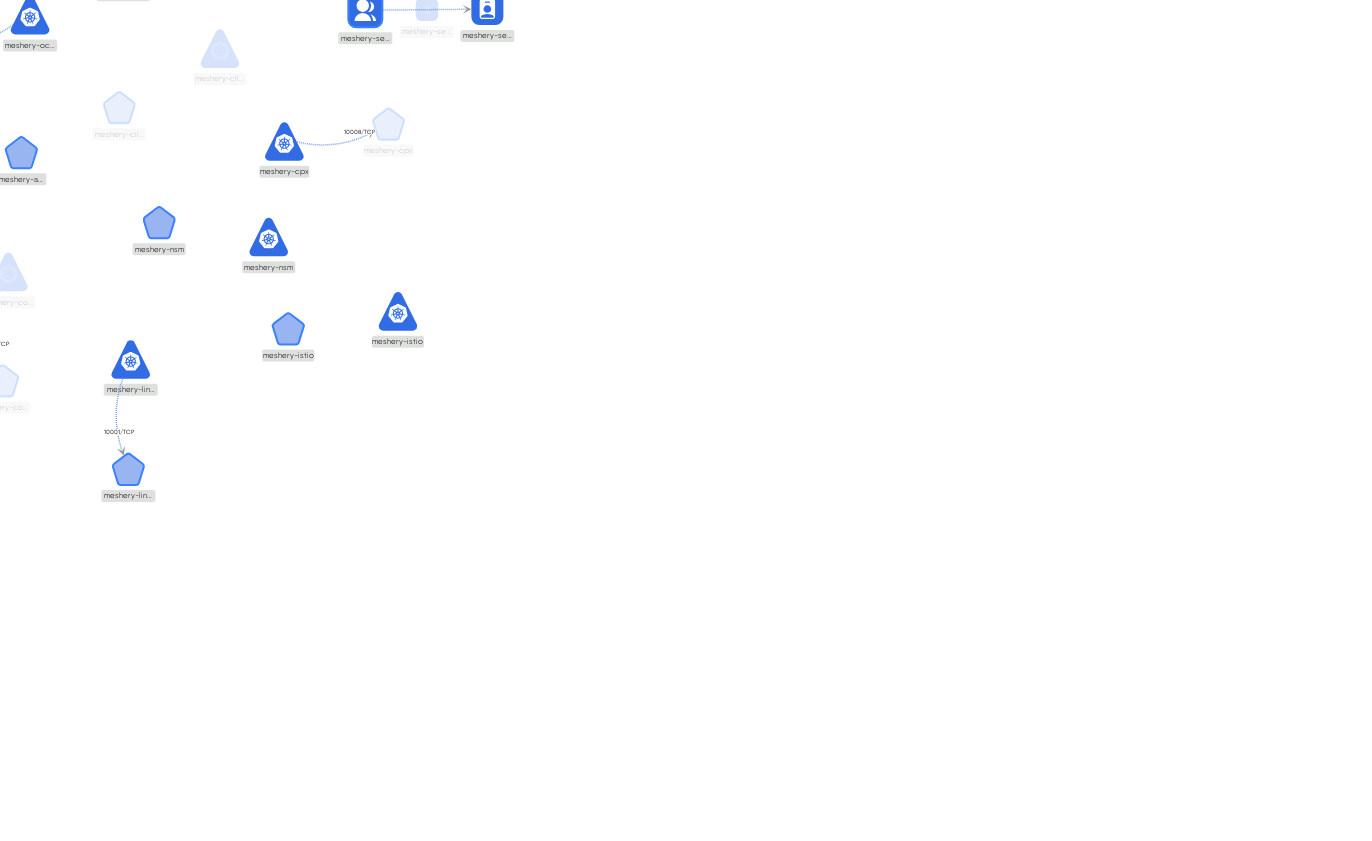 meshery-oc...
meshery-se...
meshery-se...
meshery-se...
meshery-cil...
meshery-cil...
10008/TCP
meshery-cpx
meshery-cpx
meshery-a...
meshery-nsm
meshery-nsm
ery-co...
meshery-istio
meshery-istio
TCP
meshery-lin...
ery-co...
10001/TCP
meshery-lin...